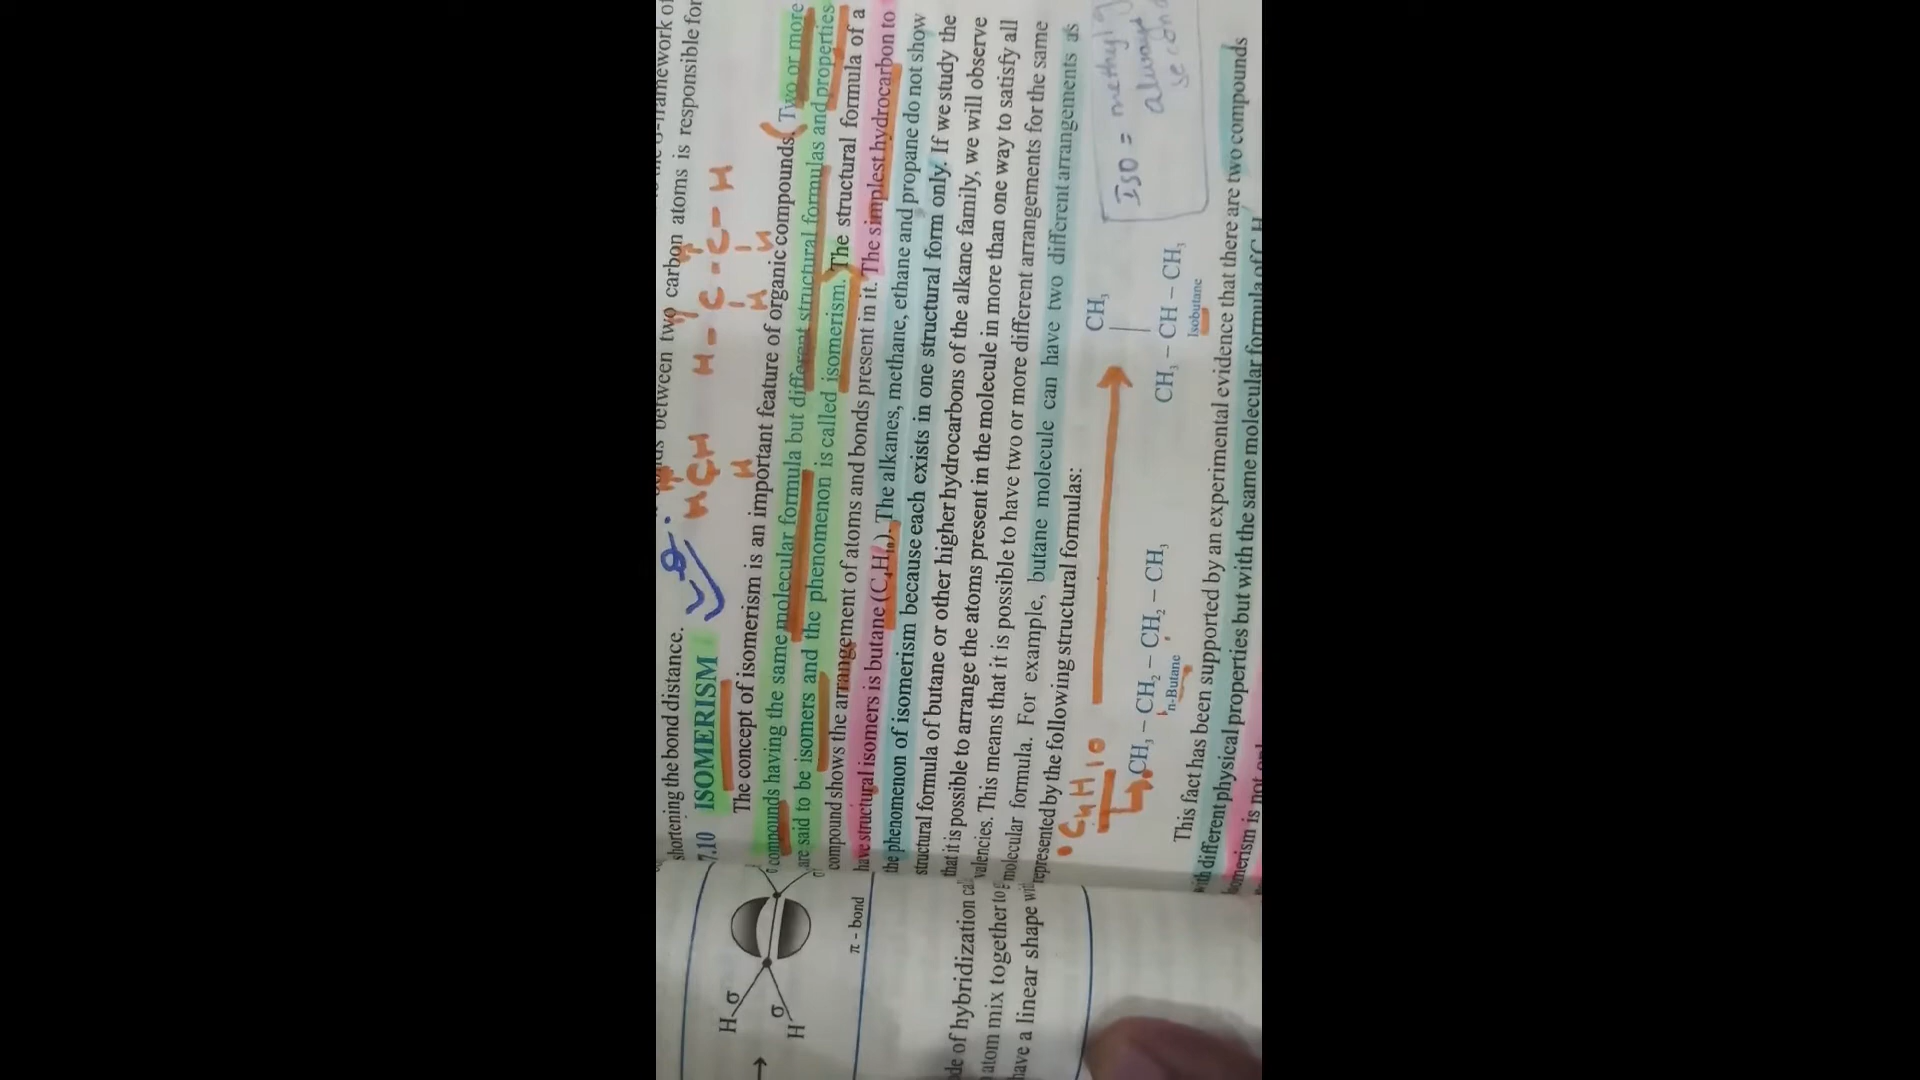 carbon atoms is responsible for
shortening the bond distance.
7.10 ISOMERISM
H C H H - C - C - H
H H H
The concept of isomerism is an important feature of organic compounds. Two or more
compounds having the same molecular formula but different structural formulas and properties
are said to be isomers and the phenomenon is called isomerism. The structural formula of a
compound shows the arrangement of atoms and bonds present in it. The simplest hydrocarbon to
have structural isomers is butane (C4H10). The alkanes, methane, ethane and propane do not show
the phenomenon of isomerism because each exists in one structural form only. If we study the
structural formula of butane or other higher hydrocarbons of the alkane family, we will observe
that it is possible to arrange the atoms present in the molecule in more than one way to satisfy all
valencies. This means that it is possible to have two or more different arrangements for the same
molecular formula. For example, butane molecule can have two different arrangements as
represented by the following structural formulas:
C4H10
CH3 – CH2 – CH2 – CH3
n-Butane
CH3
|
CH3 – CH – CH3
Isobutane
ISO = methyl
always
second
This fact has been supported by an experimental evidence that there are two compounds
with different physical properties but with the same molecular formula of C H
somerism is not
H σ
σ
H
π - bond
de of hybridization
atom mix together to
have a linear shape